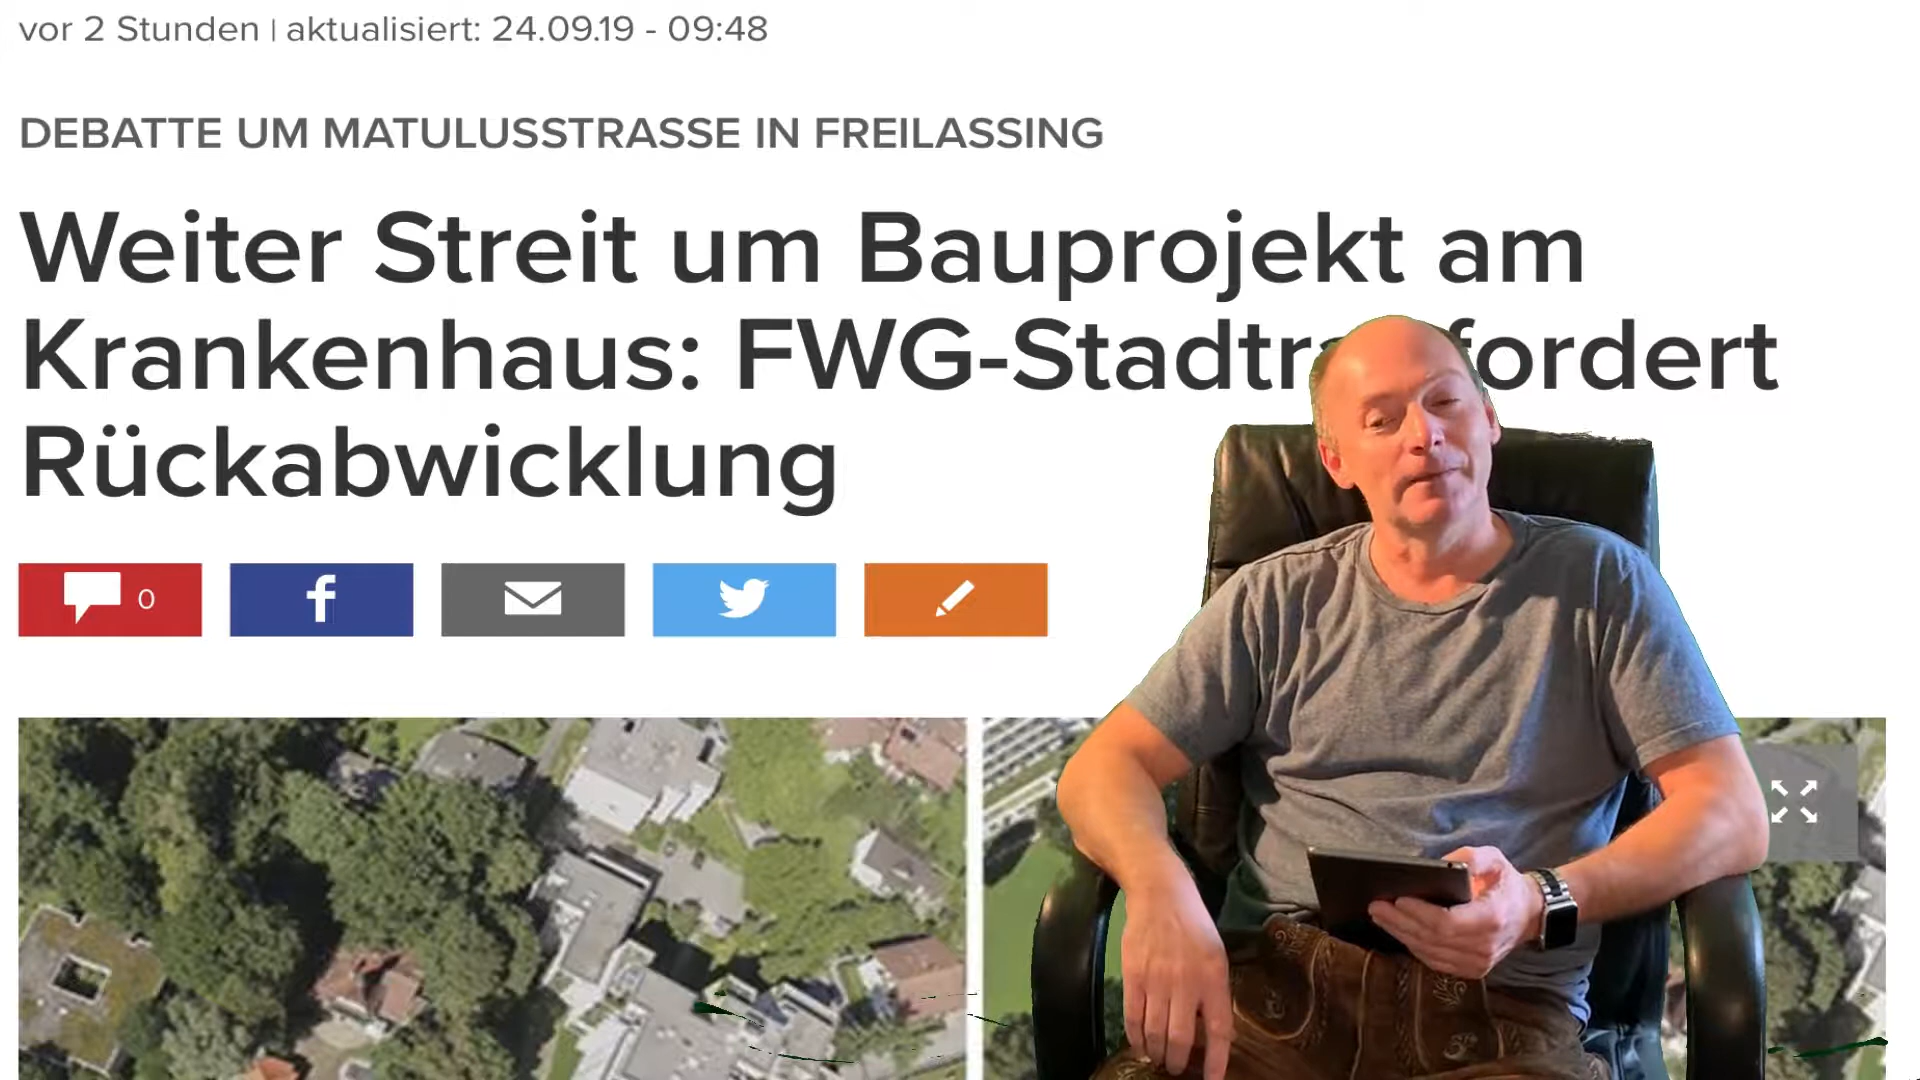 vor 2 Stunden | aktualisiert: 24.09.19 - 09:48
DEBATTE UM MATULUSSTRASSE IN FREILASSING
Weiter Streit um Bauprojekt am
Krankenhaus: FWG-Stadtr fordert
Rückabwicklung
0